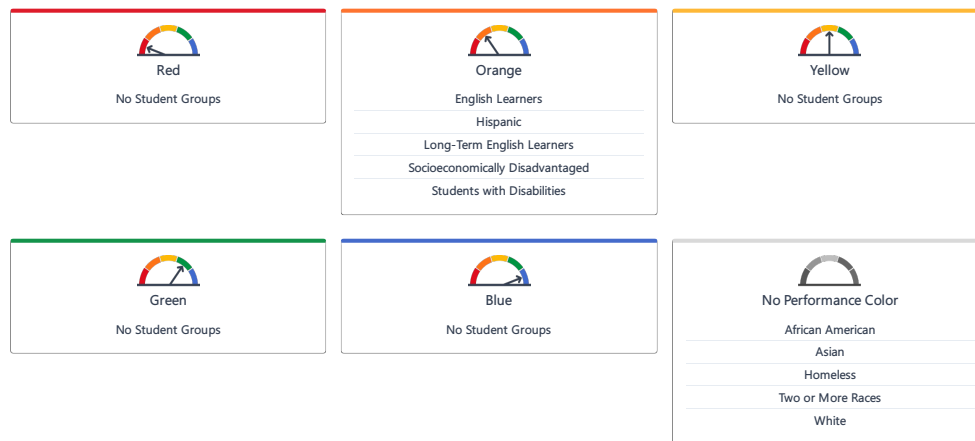 Red
No Student Groups
Orange
English Learners
Hispanic
Long-Term English Learners
Socioeconomically Disadvantaged
Students with Disabilities
Yellow
No Student Groups
Green
No Student Groups
Blue
No Student Groups
No Performance Color
African American
Asian
Homeless
Two or More Races
White